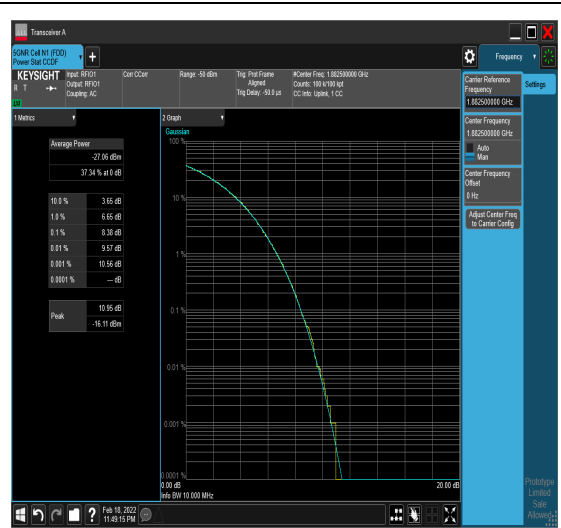 Transceiver A
5GNR Cell N1 (FDD)
Power Stat CCDF
Frequency
KEYSIGHT
R T
LVI
Input: RFIO1
Output: RFIO1
Coupling: AC
Corr CCorr
Range: -50 dBm
Trig: Prot Frame
Aligned
Trig Delay: -50.0 µs
#Center Freq: 1.882500000 GHz
Counts: 100 k/100 kpt
CC Info: Uplink, 1 CC
Carrier Reference
Frequency
1.882500000 GHz
Settings
Center Frequency
1.882500000 GHz
Auto
Man
Center Frequency
Offset
0 Hz
Adjust Center Freq
to Carrier Config
1 Metrics
Average Power
-27.06 dBm
37.34 % at 0 dB
10.0 % 3.65 dB
1.0 % 6.65 dB
0.1 % 8.38 dB
0.01 % 9.57 dB
0.001 % 10.56 dB
0.0001 % --- dB
Peak 10.95 dB
-16.11 dBm
2 Graph
Gaussian
100 %
10 %
1 %
0.1 %
0.01 %
0.001 %
0.0001 %
0.00 dB
20.00 dB
Info BW 10.000 MHz
Prototype
Limited
Sale
Allowed
?
Feb 18, 2022
11:49:15 PM